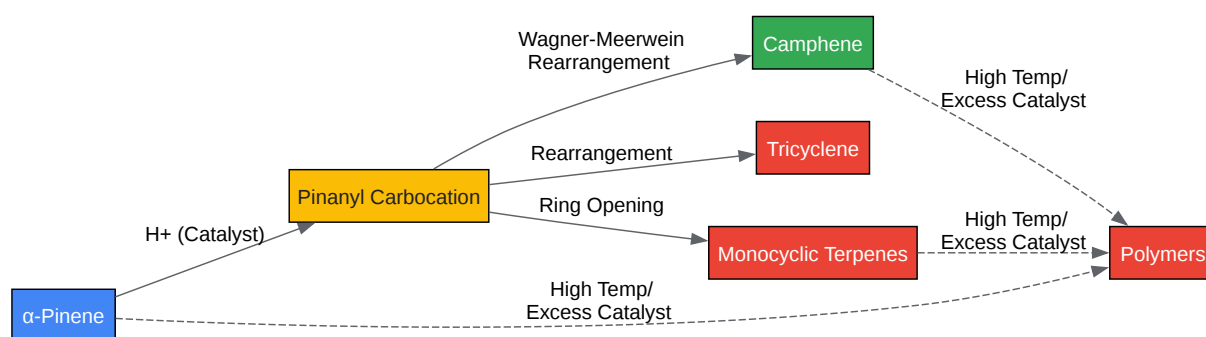 Wagner-Meerwein
Rearrangement
Camphene
High Temp/
Excess Catalyst
Rearrangement
Tricyclene
Pinanyl Carbocation
Ring Opening
H+ (Catalyst)
Monocyclic Terpenes
High Temp/
Excess Catalyst
Polymers
α-Pinene
High Temp/
Excess Catalyst